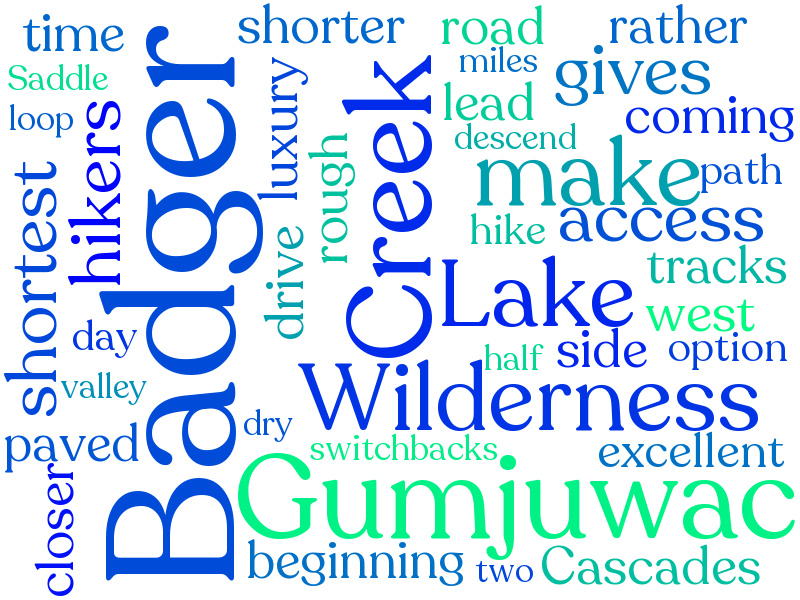 time
shorter
road
rather
Saddle
miles
gives
loop
hikers
Badger
luxury
Creek
lead
coming
descend
make
path
rough
shortest
hike
access
drive
Lake
tracks
west
day
side
option
half
valley
Wilderness
dry
paved
switchbacks
excellent
closer
Gumjuwac
beginning
two
Cascades